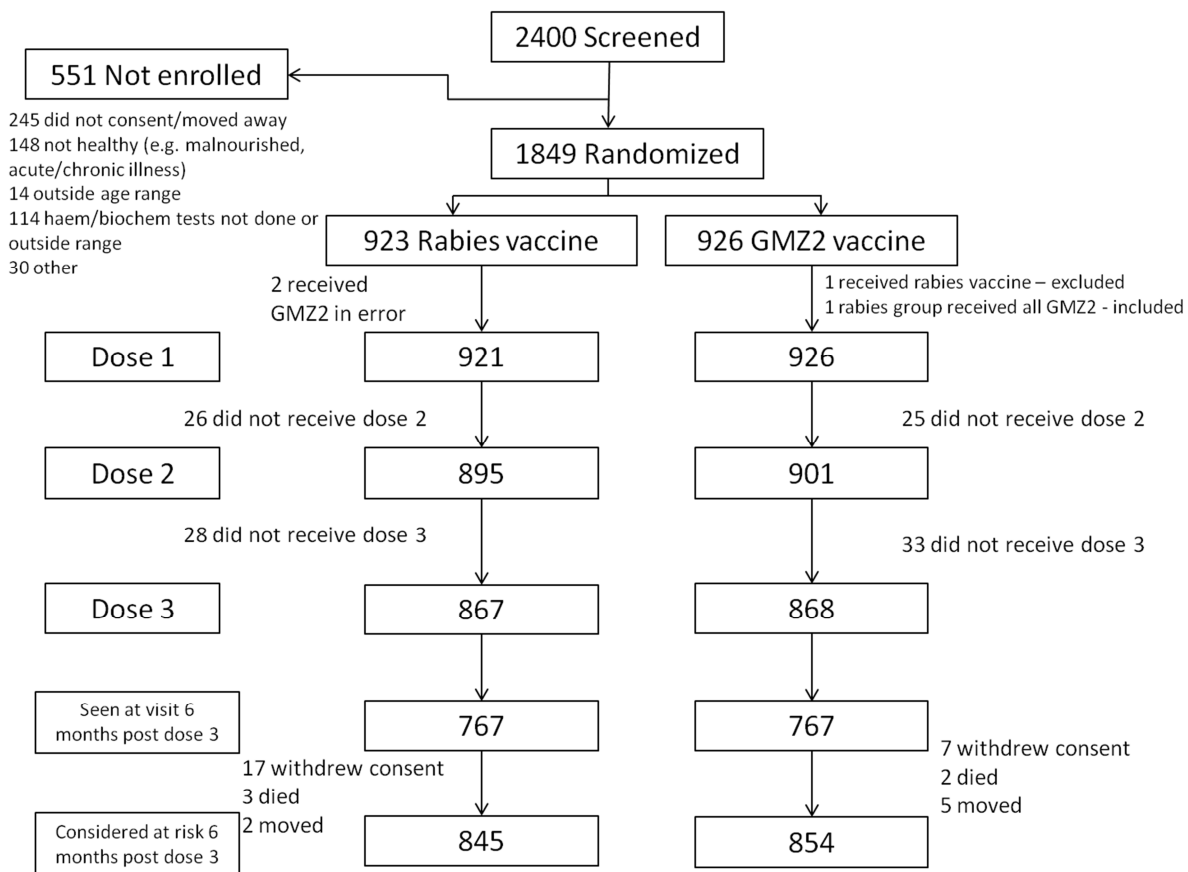 2400 Screened
551 Not enrolled
245 did not consent/moved away
148 not healthy (e.g. malnourished,
acute/chronic illness)
14 outside age range
114 haem/biochem tests not done or
outside range
30 other
1849 Randomized
923 Rabies vaccine
926 GMZ2 vaccine
2 received
GMZ2 in error
1 received rabies vaccine – excluded
1 rabies group received all GMZ2 - included
Dose 1
921
926
26 did not receive dose 2
25 did not receive dose 2
Dose 2
895
901
28 did not receive dose 3
33 did not receive dose 3
Dose 3
867
868
Seen at visit 6
months post dose 3
767
767
17 withdrew consent
3 died
2 moved
7 withdrew consent
2 died
5 moved
Considered at risk 6
months post dose 3
845
854